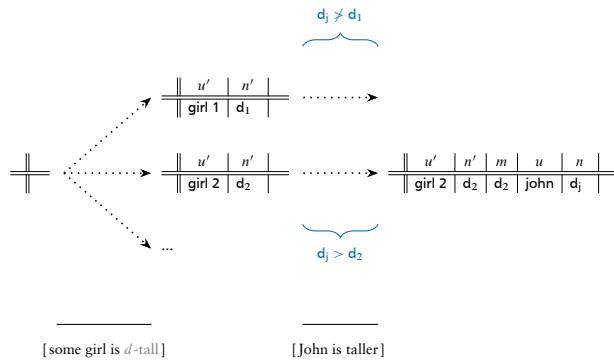 dj ≯ d1
u′ n′
girl 1 d1
u′ n′
girl 2 d2
u′ n′ m u n
girl 2 d2 d2 john dj
...
dj > d2
[some girl is d-tall]
[John is taller]